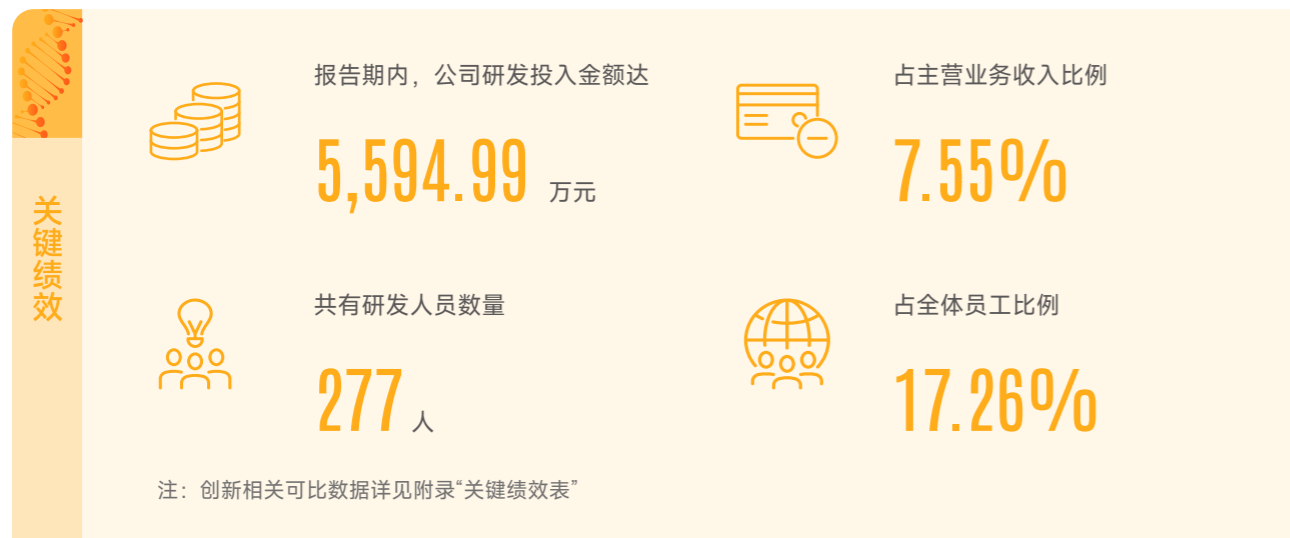 关键绩效
报告期内，公司研发投入金额达
5,594.99 万元
占主营业务收入比例
7.55%
共有研发人员数量
277 人
占全体员工比例
17.26%
注：创新相关可比数据详见附录“关键绩效表”